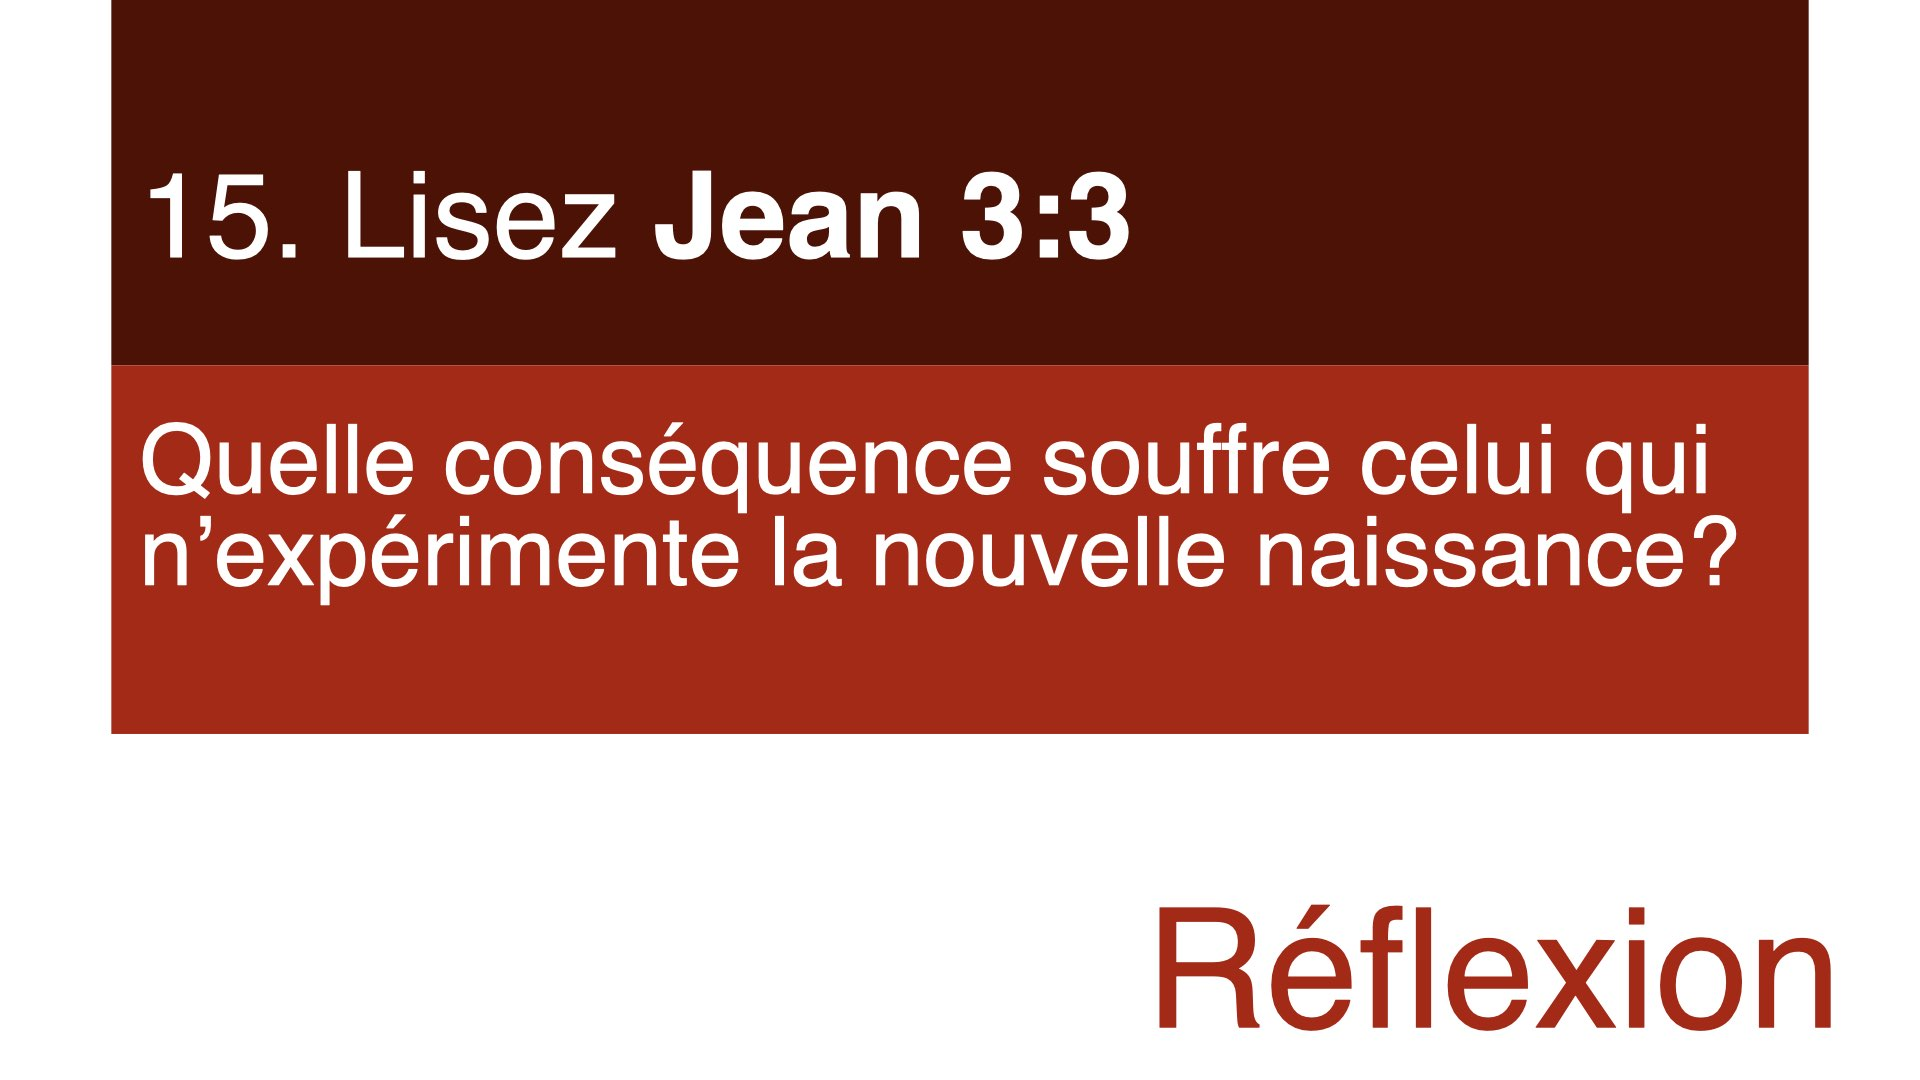 15. Lisez Jean 3:3
Quelle conséquence souffre celui qui
n’expérimente la nouvelle naissance?
Réflexion